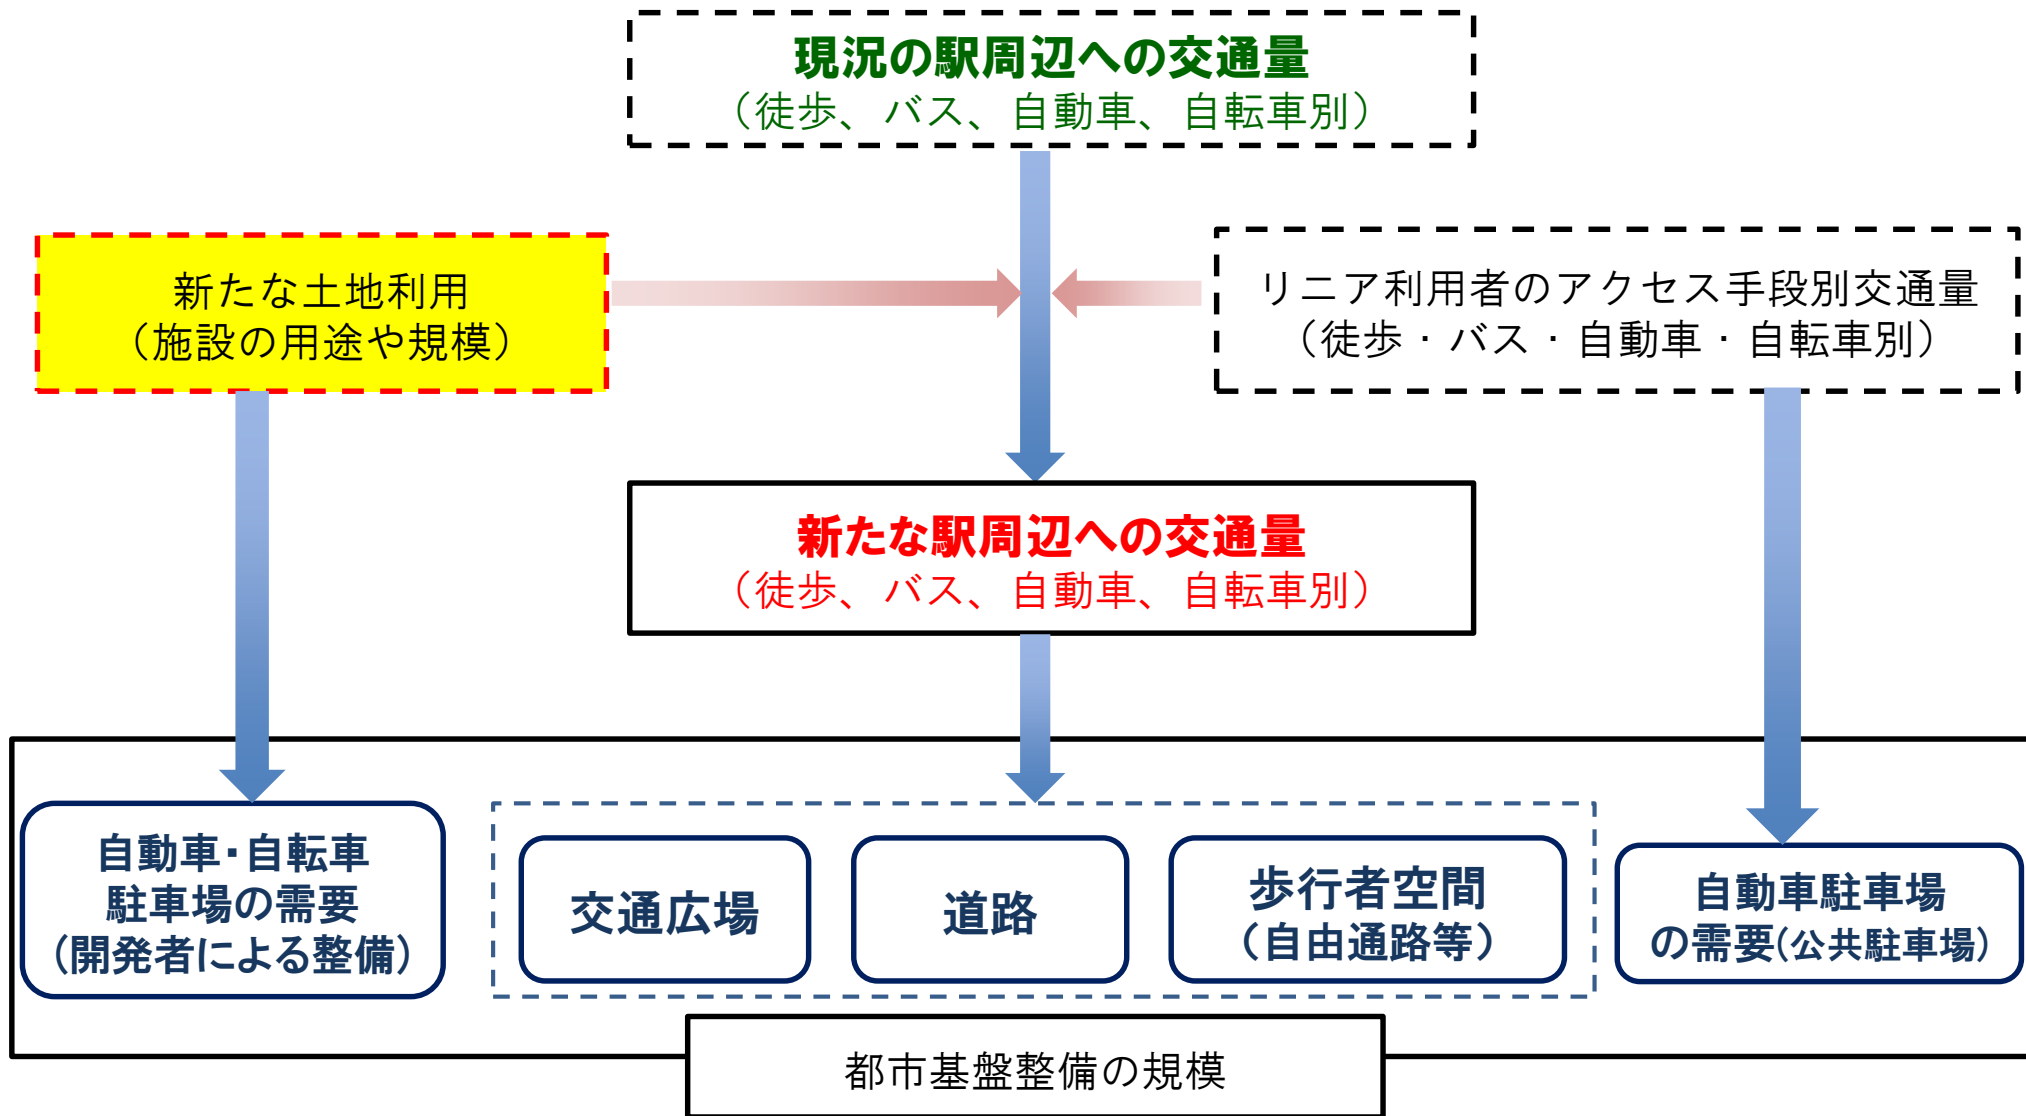 現況の駅周辺への交通量
（徒歩、バス、自動車、自転車別）
新たな土地利用
（施設の用途や規模）
リニア利用者のアクセス手段別交通量
（徒歩・バス・自動車・自転車別）
新たな駅周辺への交通量
（徒歩、バス、自動車、自転車別）
自動車・自転車
駐車場の需要
(開発者による整備)
交通広場
道路
歩行者空間
（自由通路等）
自動車駐車場
の需要(公共駐車場)
都市基盤整備の規模